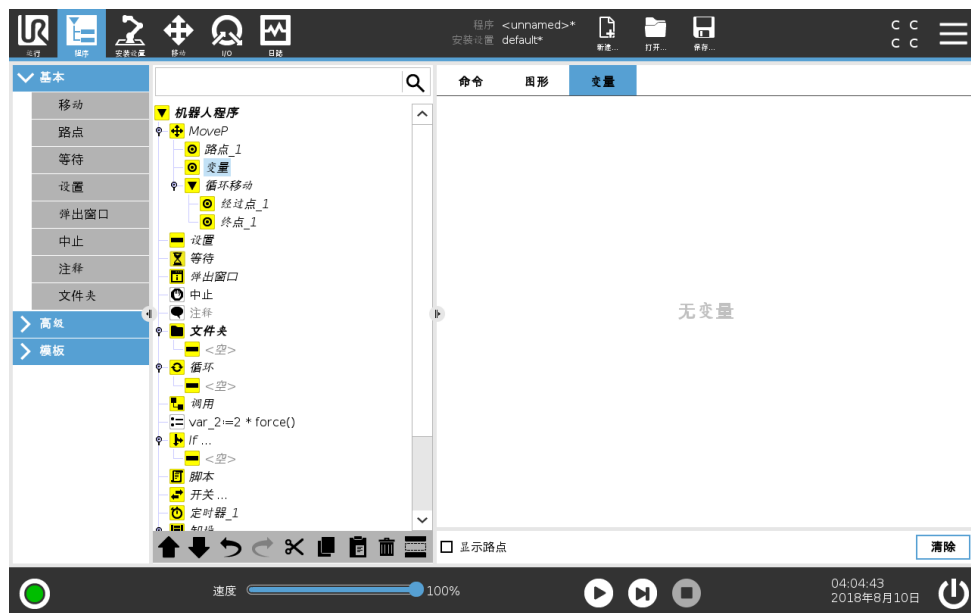 程序 <unnamed>*
安装设置 default*
运行 程序 安装设置 移动 I/O 日誌 新建... 打开... 保存...
C C
C C
基本
移动
路点
等待
设置
弹出窗口
中止
注释
文件夹
高级
模板
机器人程序
MoveP
路点_1
变量
循环移动
经过点_1
终点_1
设置
等待
弹出窗口
中止
注释
文件夹
<空>
循环
<空>
调用
var_2:=2 * force()
If ...
<空>
脚本
开关 ...
定时器_1
命令 图形 变量
无变量
显示路点 清除
速度 100%
04:04:43
2018年8月10日